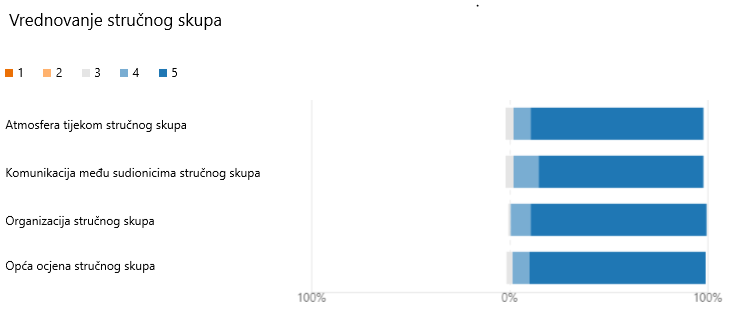 Vrednovanje stručnog skupa
1 2 3 4 5
Atmosfera tijekom stručnog skupa
Komunikacija među sudionicima stručnog skupa
Organizacija stručnog skupa
Opća ocjena stručnog skupa
100% 0% 100%